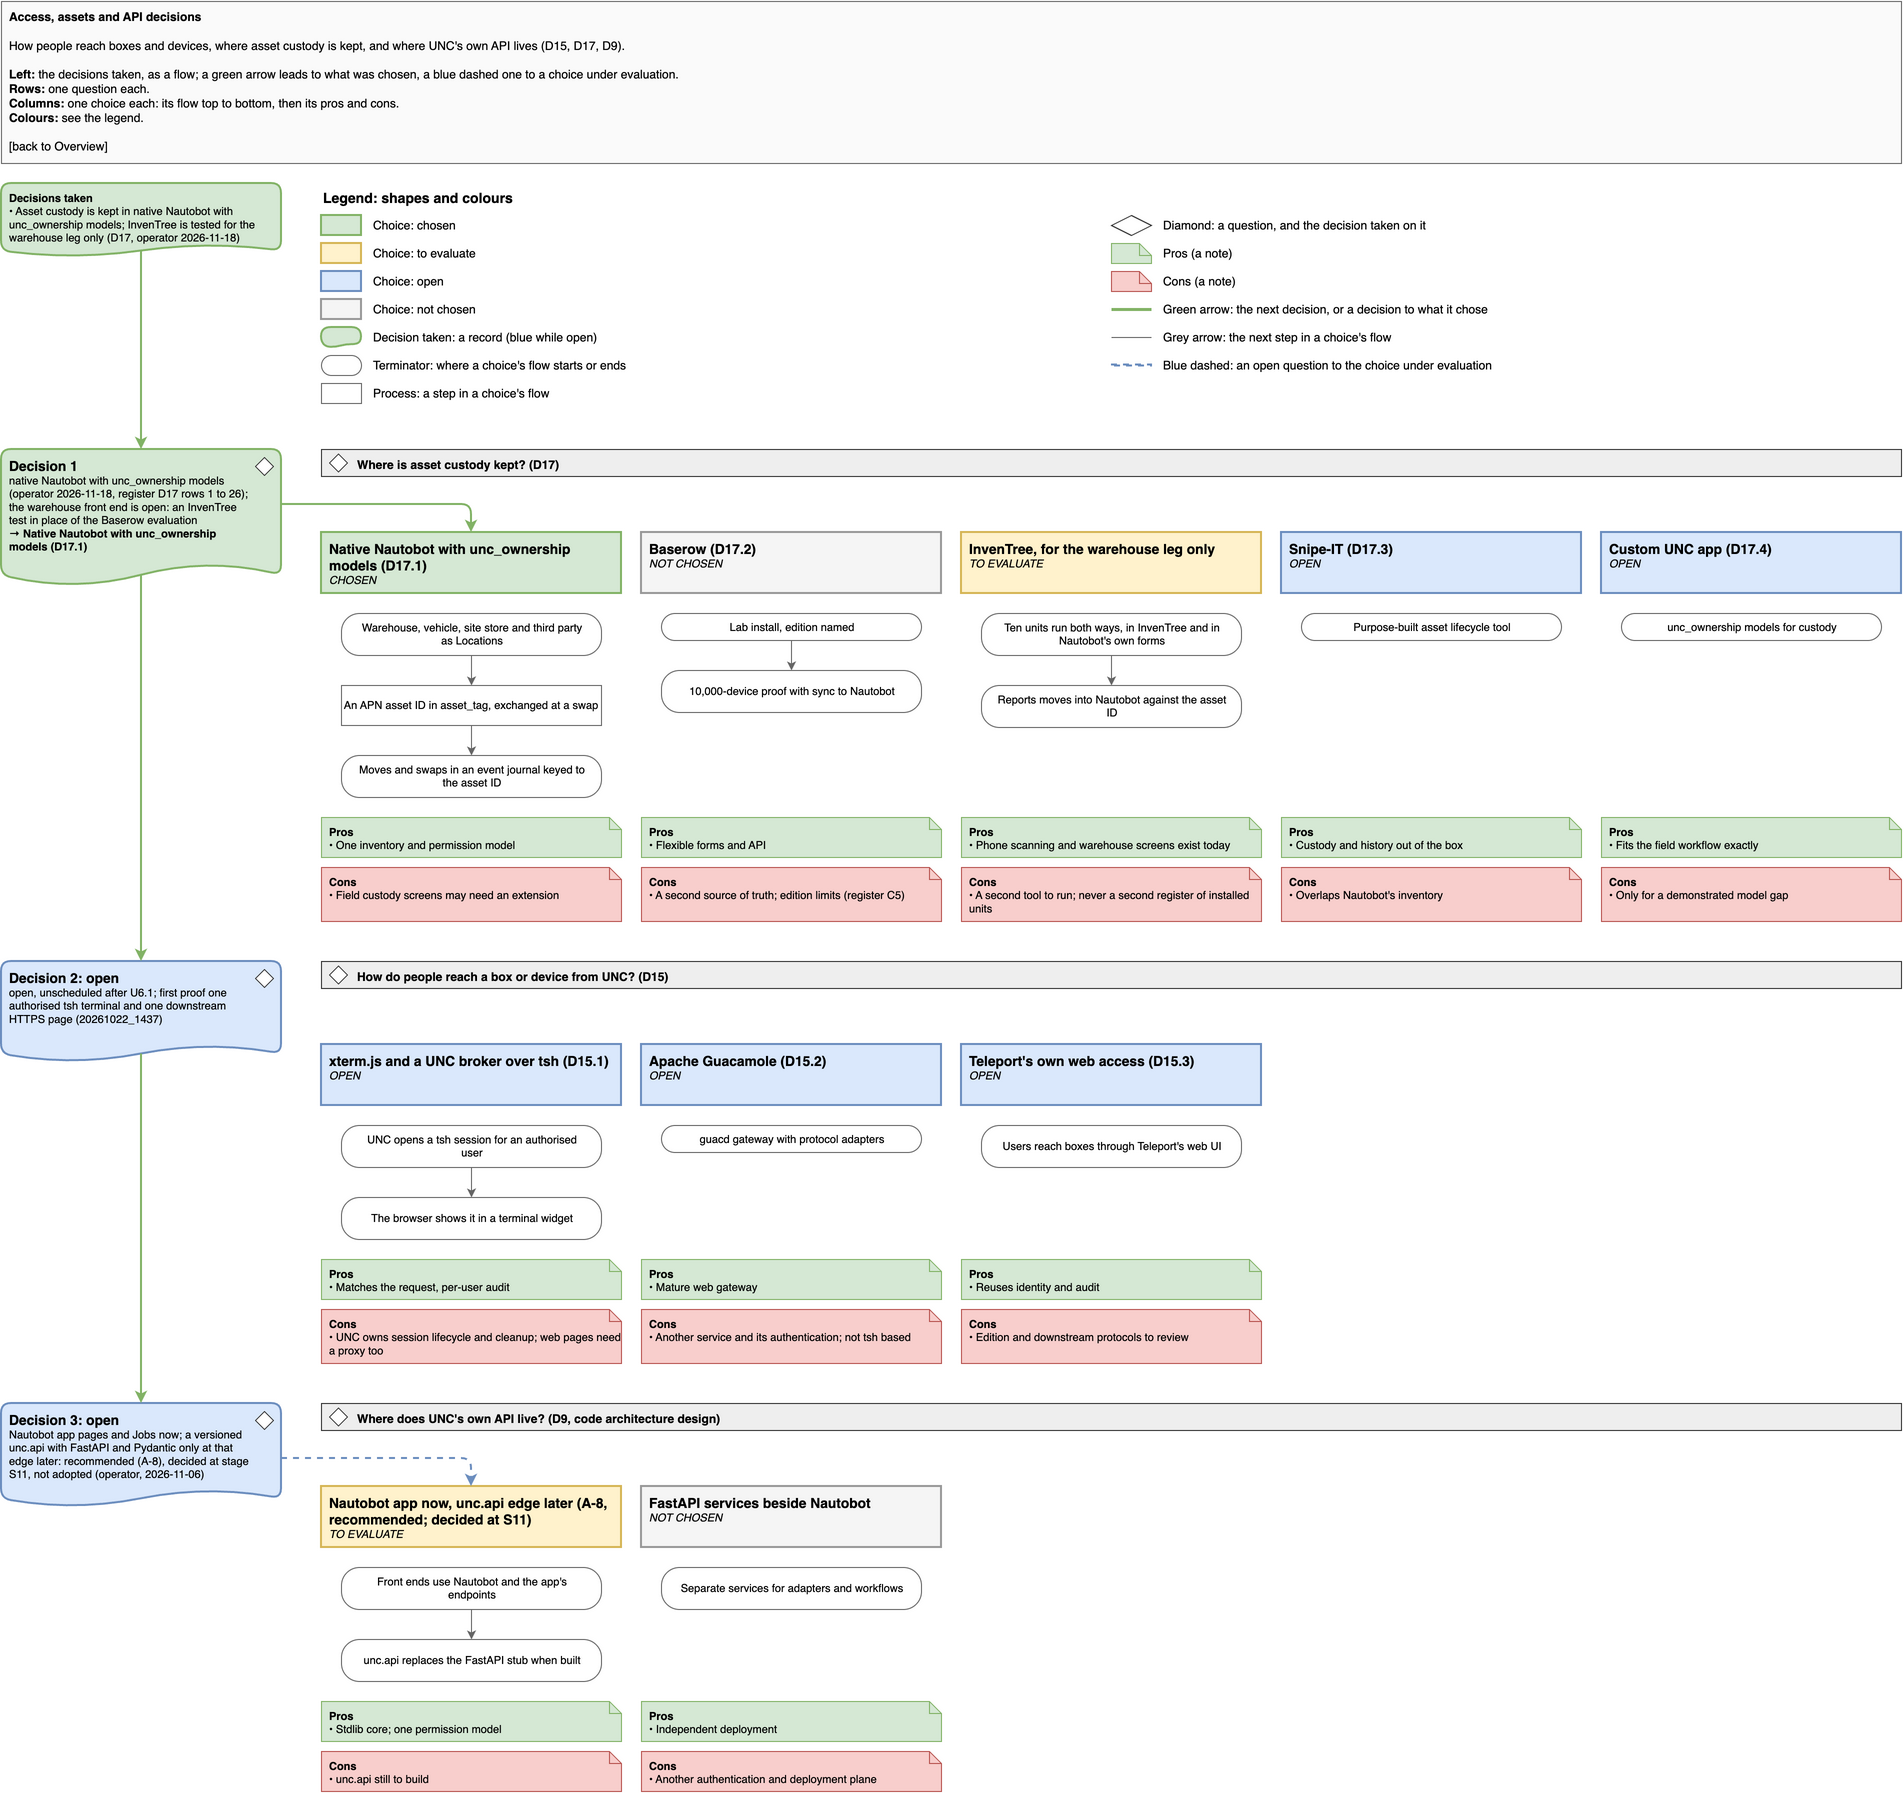 Access, assets and API decisions
How people reach boxes and devices, where asset custody is kept, and where UNC's own API lives (D15, D17, D9).
Left: the decisions taken, as a flow; a green arrow leads to what was chosen, a blue dashed one to a choice under evaluation.
Rows: one question each.
Columns: one choice each: its flow top to bottom, then its pros and cons.
Colours: see the legend.
[back to Overview]
Decisions taken
• Asset custody is kept in native Nautobot with
unc_ownership models; InvenTree is tested for the
warehouse leg only (D17, operator 2026-11-18)
Legend: shapes and colours
Choice: chosen
Choice: to evaluate
Choice: open
Choice: not chosen
Decision taken: a record (blue while open)
Terminator: where a choice's flow starts or ends
Process: a step in a choice's flow
Diamond: a question, and the decision taken on it
Pros (a note)
Cons (a note)
Green arrow: the next decision, or a decision to what it chose
Grey arrow: the next step in a choice's flow
Blue dashed: an open question to the choice under evaluation
Decision 1
native Nautobot with unc_ownership models
(operator 2026-11-18, register D17 rows 1 to 26);
the warehouse front end is open: an InvenTree
test in place of the Baserow evaluation
→ Native Nautobot with unc_ownership
models (D17.1)
Where is asset custody kept? (D17)
Native Nautobot with unc_ownership
models (D17.1)
CHOSEN
Warehouse, vehicle, site store and third party
as Locations
An APN asset ID in asset_tag, exchanged at a swap
Moves and swaps in an event journal keyed to
the asset ID
Pros
• One inventory and permission model
Cons
• Field custody screens may need an extension
Baserow (D17.2)
NOT CHOSEN
Lab install, edition named
10,000-device proof with sync to Nautobot
Pros
• Flexible forms and API
Cons
• A second source of truth; edition limits (register C5)
InvenTree, for the warehouse leg only
TO EVALUATE
Ten units run both ways, in InvenTree and in
Nautobot's own forms
Reports moves into Nautobot against the asset
ID
Pros
• Phone scanning and warehouse screens exist today
Cons
• A second tool to run; never a second register of installed
units
Snipe-IT (D17.3)
OPEN
Purpose-built asset lifecycle tool
Pros
• Custody and history out of the box
Cons
• Overlaps Nautobot's inventory
Custom UNC app (D17.4)
OPEN
unc_ownership models for custody
Pros
• Fits the field workflow exactly
Cons
• Only for a demonstrated model gap
Decision 2: open
open, unscheduled after U6.1; first proof one
authorised tsh terminal and one downstream
HTTPS page (20261022_1437)
How do people reach a box or device from UNC? (D15)
xterm.js and a UNC broker over tsh (D15.1)
OPEN
UNC opens a tsh session for an authorised
user
The browser shows it in a terminal widget
Pros
• Matches the request, per-user audit
Cons
• UNC owns session lifecycle and cleanup; web pages need
a proxy too
Apache Guacamole (D15.2)
OPEN
guacd gateway with protocol adapters
Pros
• Mature web gateway
Cons
• Another service and its authentication; not tsh based
Teleport's own web access (D15.3)
OPEN
Users reach boxes through Teleport's web UI
Pros
• Reuses identity and audit
Cons
• Edition and downstream protocols to review
Decision 3: open
Nautobot app pages and Jobs now; a versioned
unc.api with FastAPI and Pydantic only at that
edge later: recommended (A-8), decided at stage
S11, not adopted (operator, 2026-11-06)
Where does UNC's own API live? (D9, code architecture design)
Nautobot app now, unc.api edge later (A-8,
recommended; decided at S11)
TO EVALUATE
Front ends use Nautobot and the app's
endpoints
unc.api replaces the FastAPI stub when built
Pros
• Stdlib core; one permission model
Cons
• unc.api still to build
FastAPI services beside Nautobot
NOT CHOSEN
Separate services for adapters and workflows
Pros
• Independent deployment
Cons
• Another authentication and deployment plane